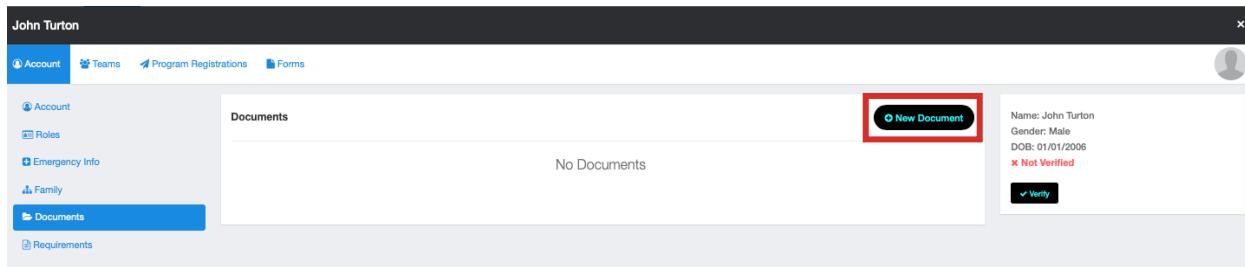 John Turton
×
Account
Teams
Program Registrations
Forms
Account
Roles
Emergency Info
Family
Documents
Requirements
Documents
New Document
No Documents
Name: John Turton
Gender: Male
DOB: 01/01/2006
Not Verified
Verify